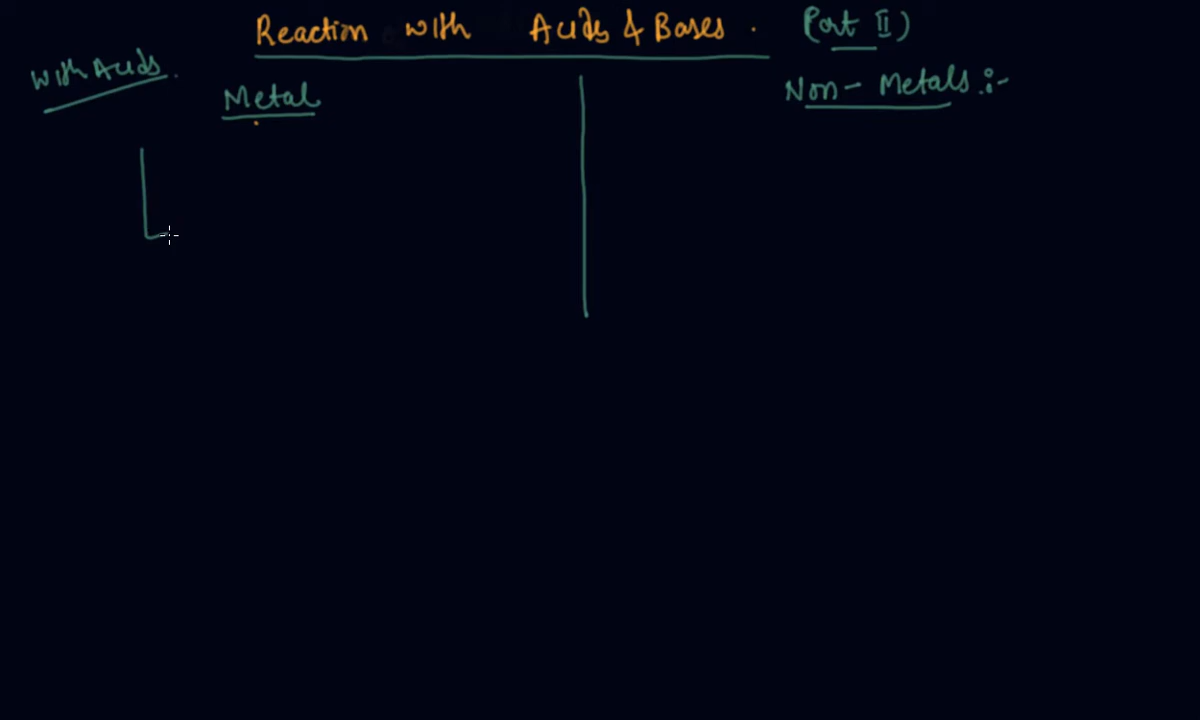 Reaction with Acids & Bases . (Part II)
With Acids.
Metal
Non- Metals :-